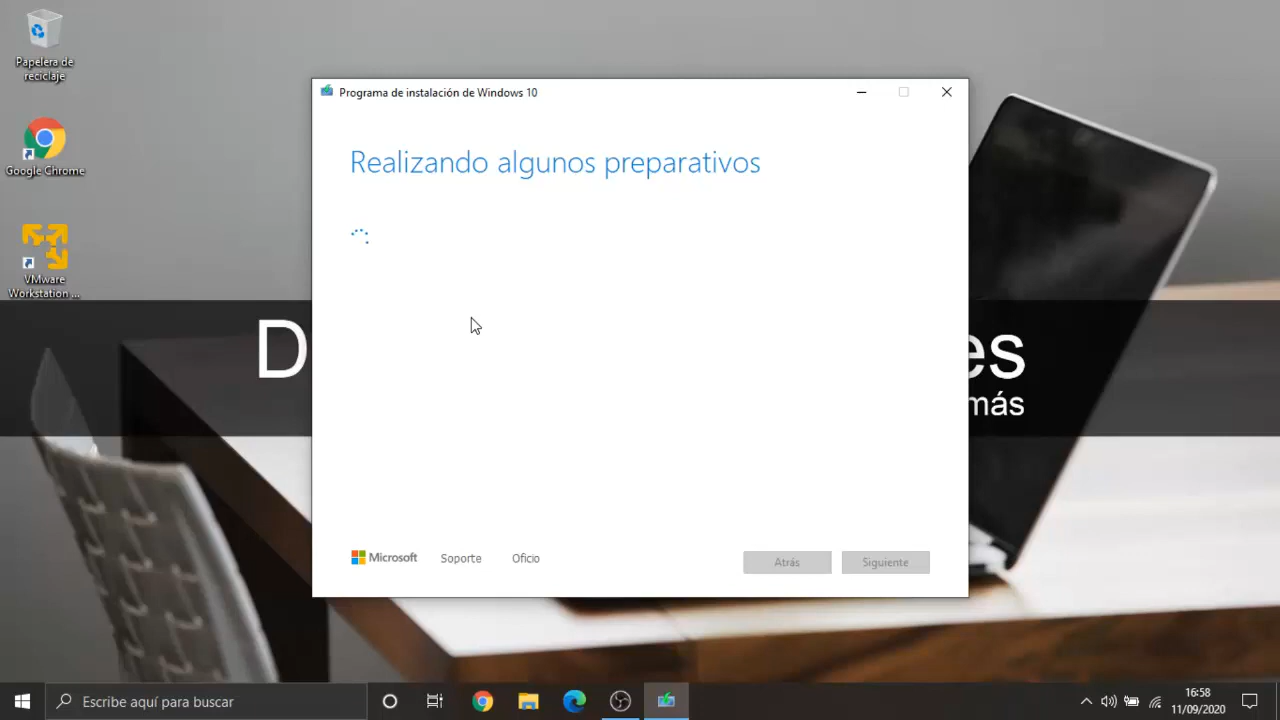 Papelera de
reciclaje
Google Chrome
VMware
Workstation ...
Programa de instalación de Windows 10
Realizando algunos preparativos
D
es
más
Microsoft
Soporte
Oficio
Atrás
Siguiente
Escribe aquí para buscar
16:58
11/09/2020